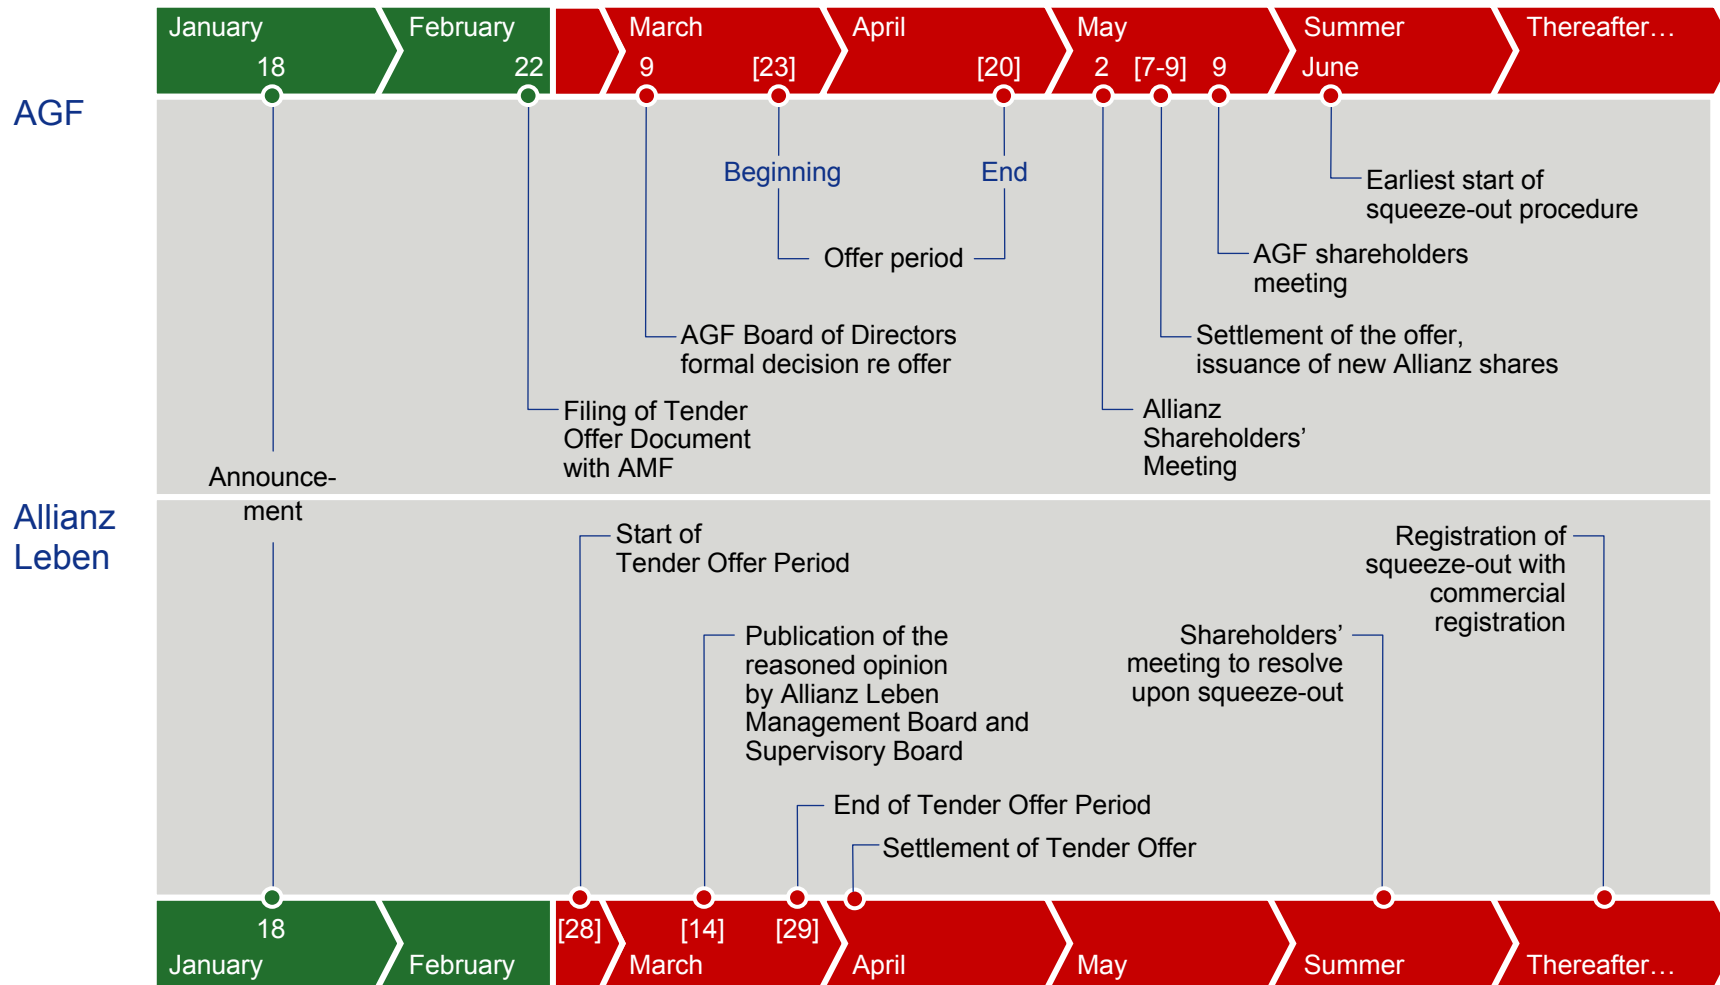 January
February
March
April
May
Summer
Thereafter…
18
22
9
[23]
[20]
2
[7-9]
9
June
AGF
Beginning
End
Earliest start of
squeeze-out procedure
Offer period
AGF shareholders
meeting
AGF Board of Directors
formal decision re offer
Settlement of the offer,
issuance of new Allianz shares
Filing of Tender
Offer Document
with AMF
Allianz
Shareholders’
Meeting
Announce-
ment
Allianz
Leben
Start of
Tender Offer Period
Registration of
squeeze-out with
commercial
registration
Publication of the
reasoned opinion
by Allianz Leben
Management Board and
Supervisory Board
Shareholders’
meeting to resolve
upon squeeze-out
End of Tender Offer Period
Settlement of Tender Offer
18
[28]
[14]
[29]
January
February
March
April
May
Summer
Thereafter…